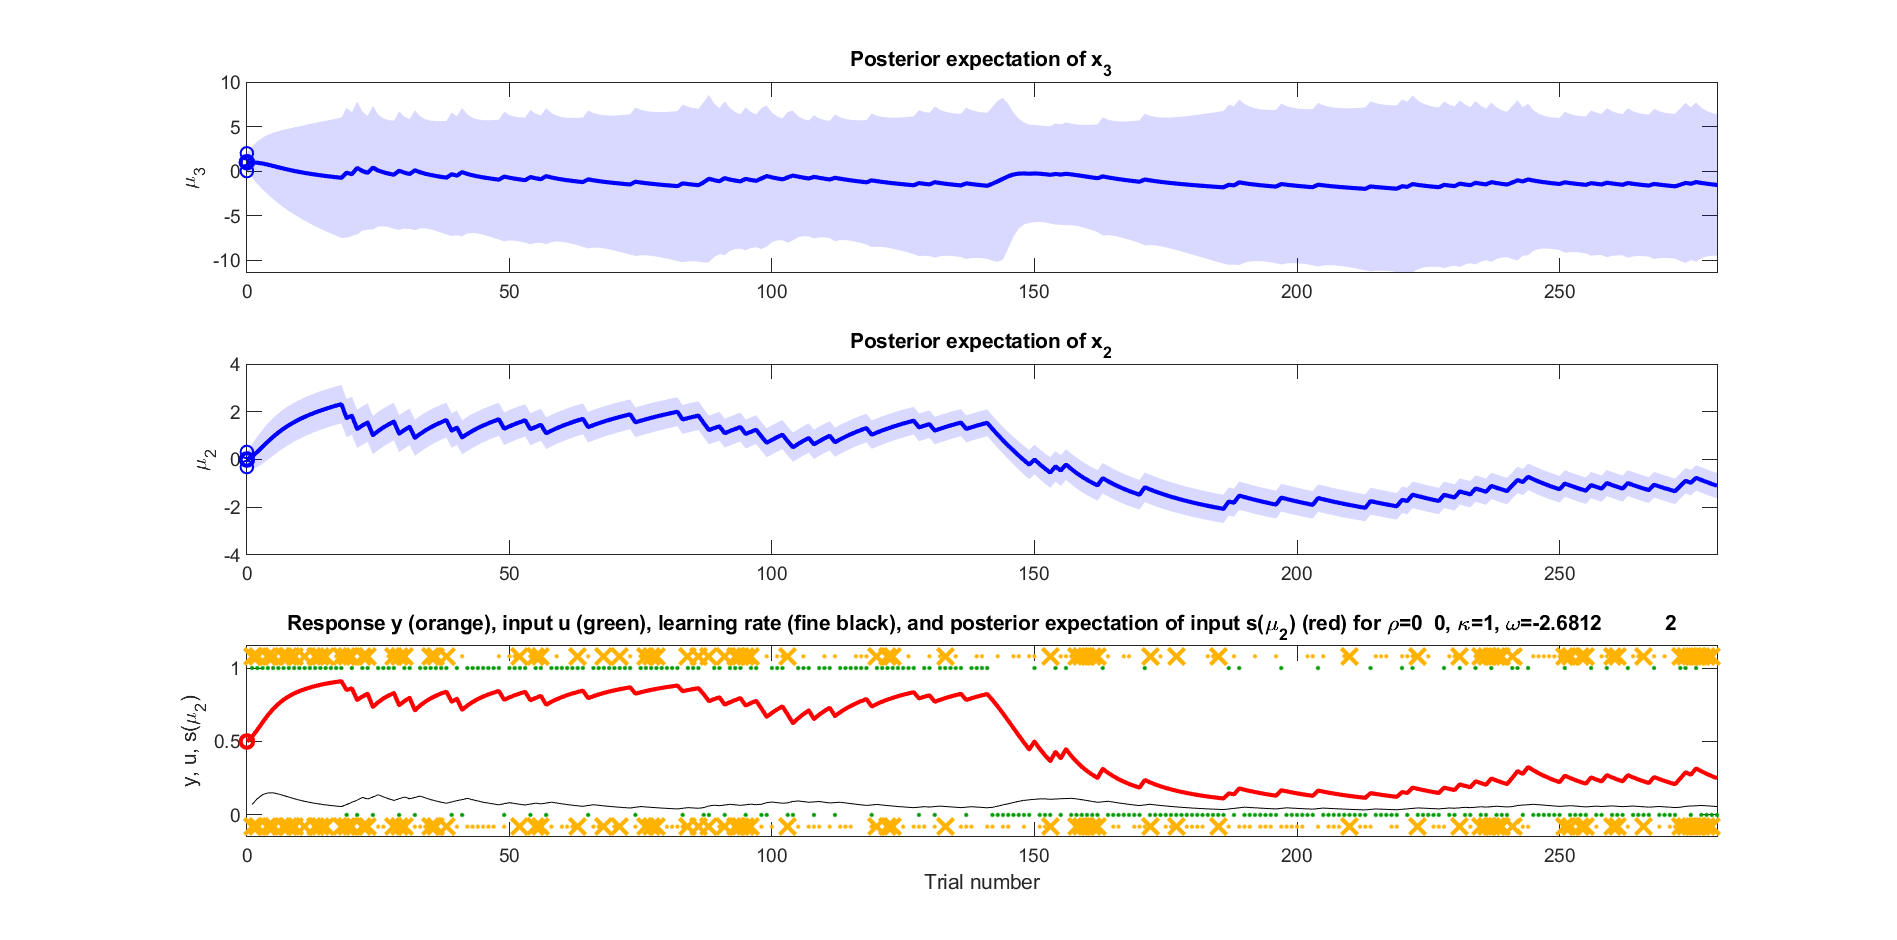 Posterior expectation of x3
10
5
0
-5
-10
μ3
0 50 100 150 200 250
Posterior expectation of x2
4
2
0
-2
-4
μ2
0 50 100 150 200 250
Response y (orange), input u (green), learning rate (fine black), and posterior expectation of input s(μ2) (red) for ρ=0 0, κ=1, ω=-2.6812 2
1
0.5
0
y, u, s(μ2)
0 50 100 150 200 250
Trial number